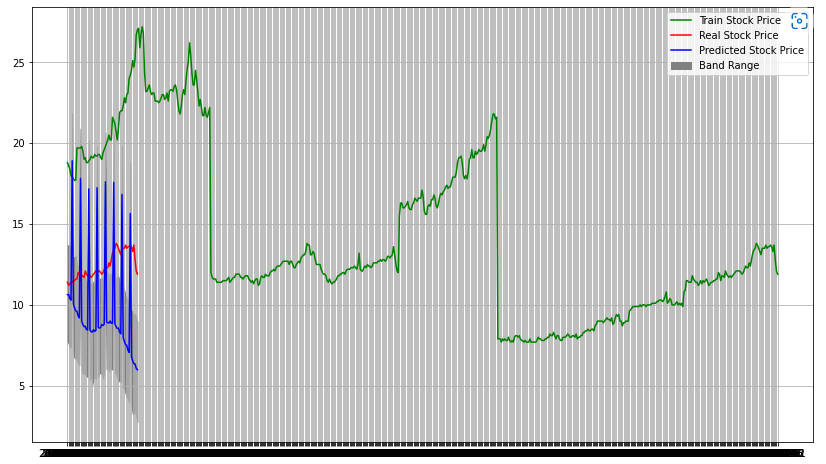 Train Stock Price
Real Stock Price
Predicted Stock Price
Band Range
25
20
15
10
5